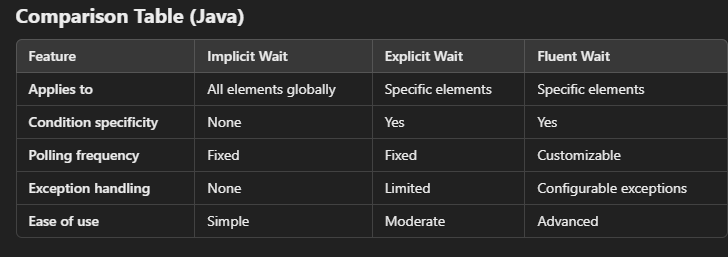 Comparison Table (Java)
Feature Implicit Wait Explicit Wait Fluent Wait
Applies to All elements globally Specific elements Specific elements
Condition specificity None Yes Yes
Polling frequency Fixed Fixed Customizable
Exception handling None Limited Configurable exceptions
Ease of use Simple Moderate Advanced